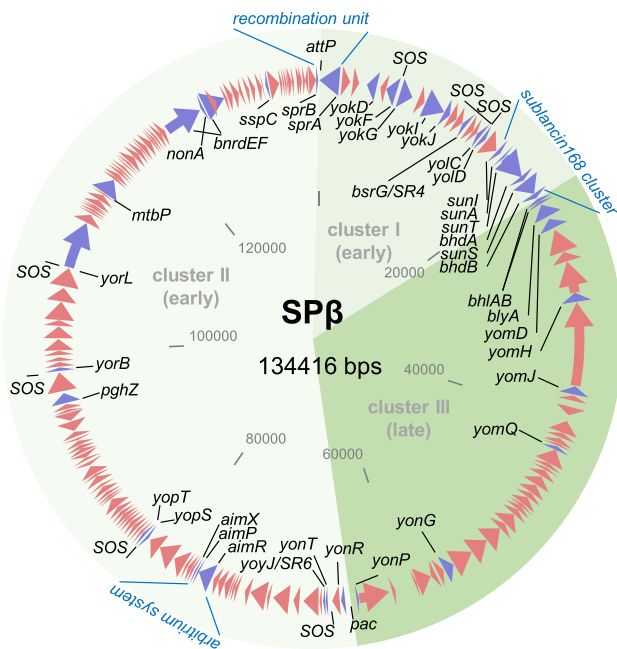 recombination unit
attP
SOS
SOS
SOS
sublancin168 cluster
sspC
sprB
sprA
yokD
yokF
yokG
yokI
yokJ
nonA
bnrdEF
bsrG/SR4
yolC
yolD
mtbP
sunI
sunA
sunT
bhdA
sunS
bhdB
cluster I
(early)
120000
20000
SOS
yorL
cluster II
(early)
SPβ
134416 bps
bhlAB
blyA
yomD
yomH
100000
yorB
SOS
pghZ
40000
yomJ
cluster III
(late)
yomQ
80000
60000
yopT
yopS
SOS
aimX
aimP
aimR
yoyJ/SR6
yonT
yonR
yonP
yonG
arbitrium system
SOS
pac